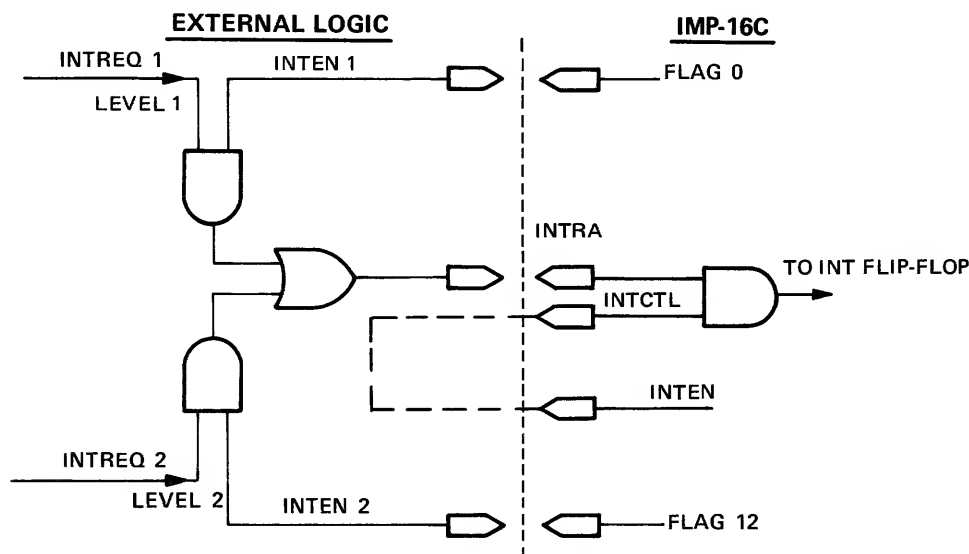 EXTERNAL LOGIC
IMP-16C
INTREQ 1
INTEN 1
FLAG 0
LEVEL 1
INTRA
TO INT FLIP-FLOP
INTCTL
INTEN
INTREQ 2
LEVEL 2
INTEN 2
FLAG 12